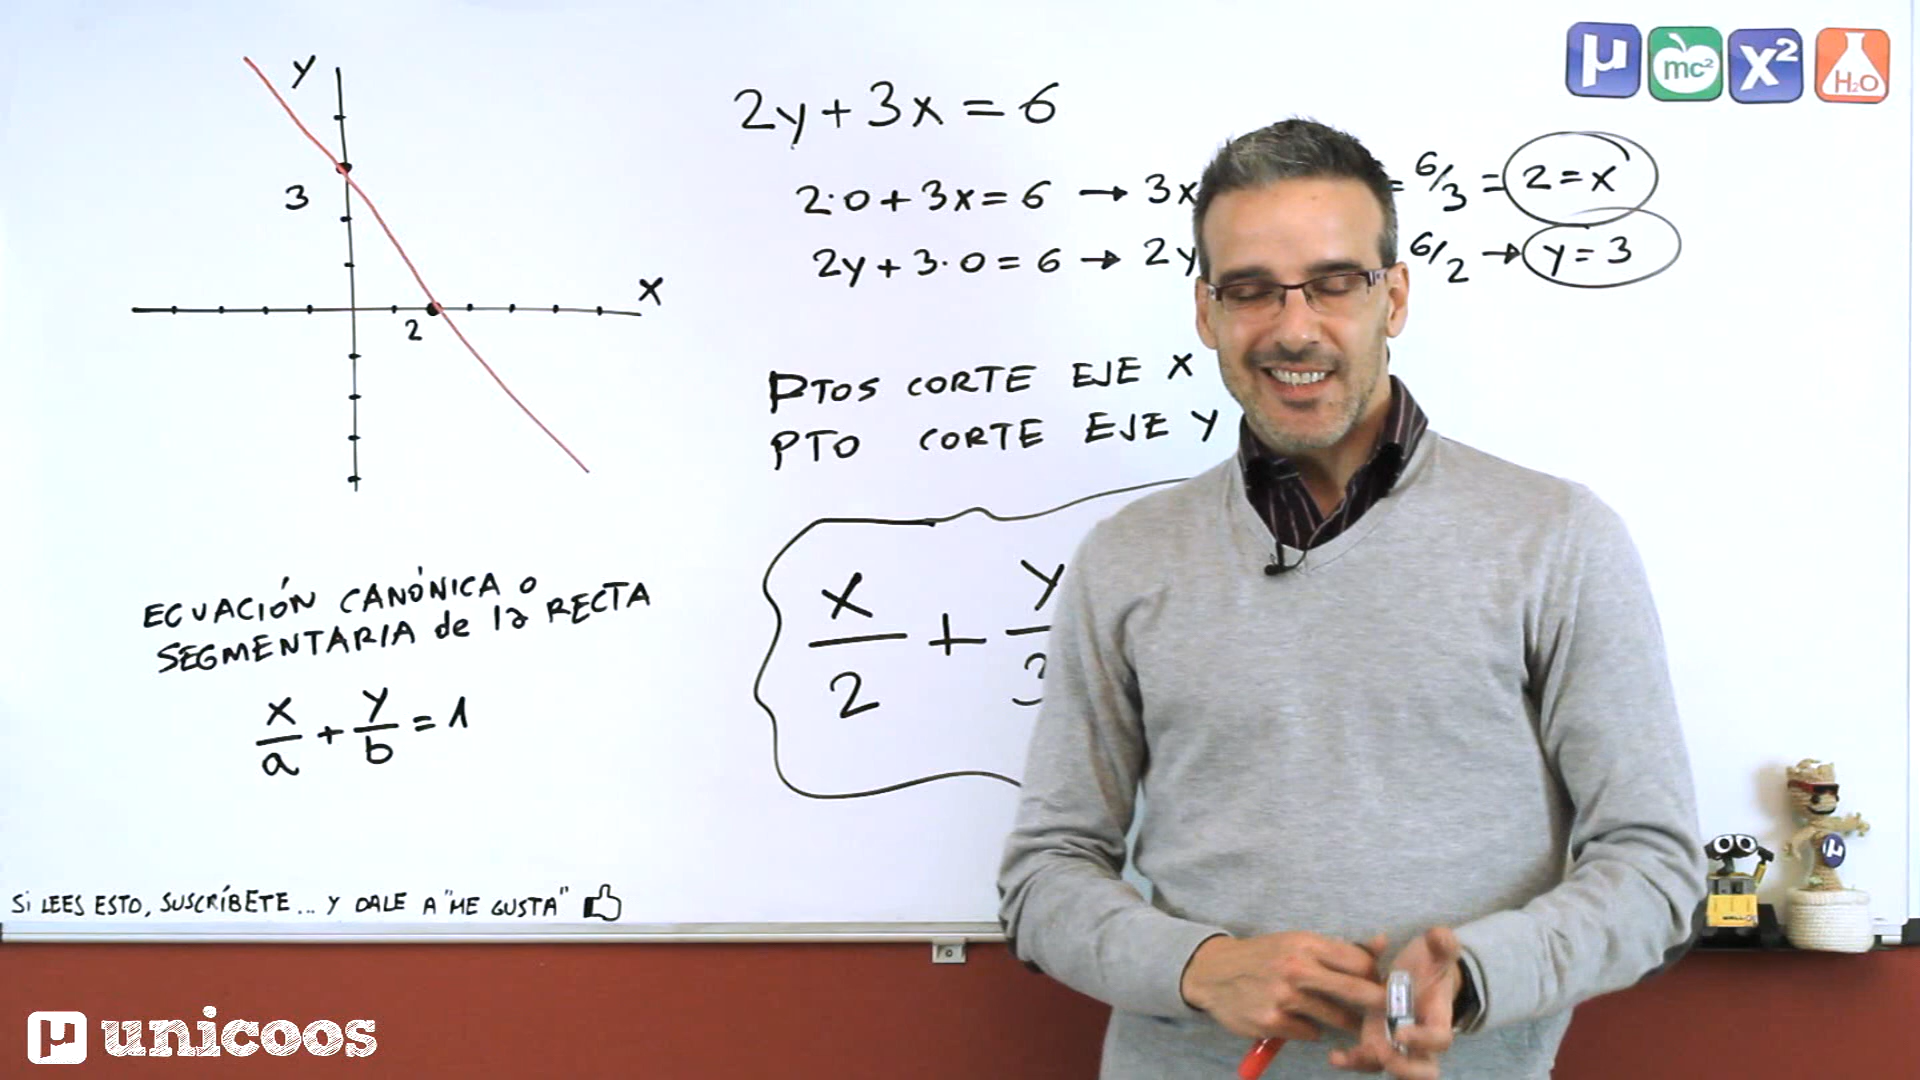 y
3
x
2
2y+3x=6
2·0+3x=6 → 3x = 6/3 = 2=x
2y+3·0=6 → 2y 6/2 → y=3
PTOS CORTE EJE X
PTO CORTE EJE Y
ECUACIÓN CANÓNICA o
SEGMENTARIA de la RECTA
x/a + y/b = 1
x/2 + y/3
Si LEES ESTO, SUSCRÍBETE... Y DALE A "ME GUSTA"
μ mc² x² H₂O
μ
μ unicoos